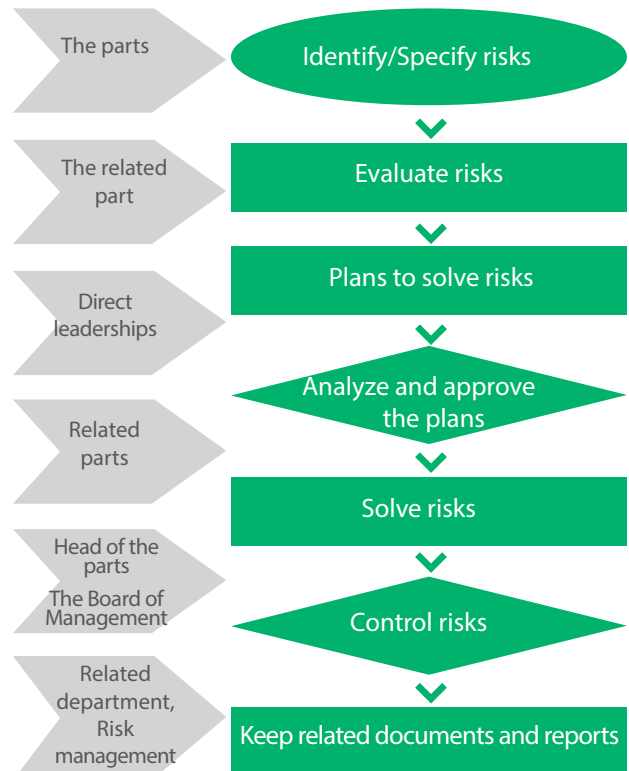 The parts
Identify/Specify risks
The related
part
Evaluate risks
Plans to solve risks
Direct
leaderships
Analyze and approve
the plans
Related
parts
Solve risks
Head of the
parts
The Board of
Management
Control risks
Related
department,
Risk
management
Keep related documents and reports